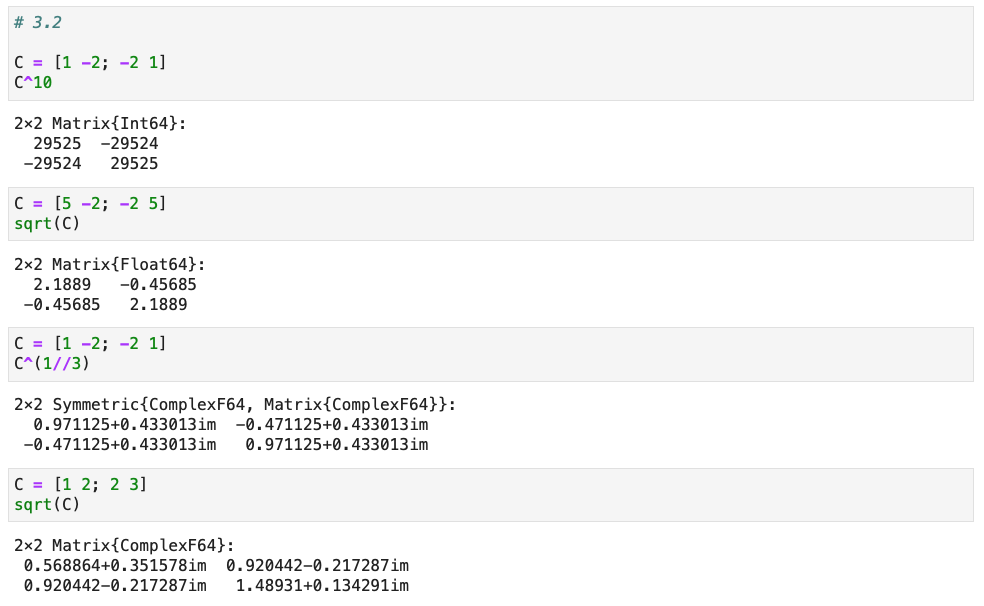 # 3.2
C = [1 −2; −2 1]
C^10
2×2 Matrix{Int64}:
29525 −29524
−29524 29525
C = [5 −2; −2 5]
sqrt(C)
2×2 Matrix{Float64}:
2.1889 −0.45685
−0.45685 2.1889
C = [1 −2; −2 1]
C^(1//3)
2×2 Symmetric{ComplexF64, Matrix{ComplexF64}}:
0.971125+0.433013im −0.471125+0.433013im
−0.471125+0.433013im 0.971125+0.433013im
C = [1 2; 2 3]
sqrt(C)
2×2 Matrix{ComplexF64}:
0.568864+0.351578im 0.920442−0.217287im
0.920442−0.217287im 1.48931+0.134291im